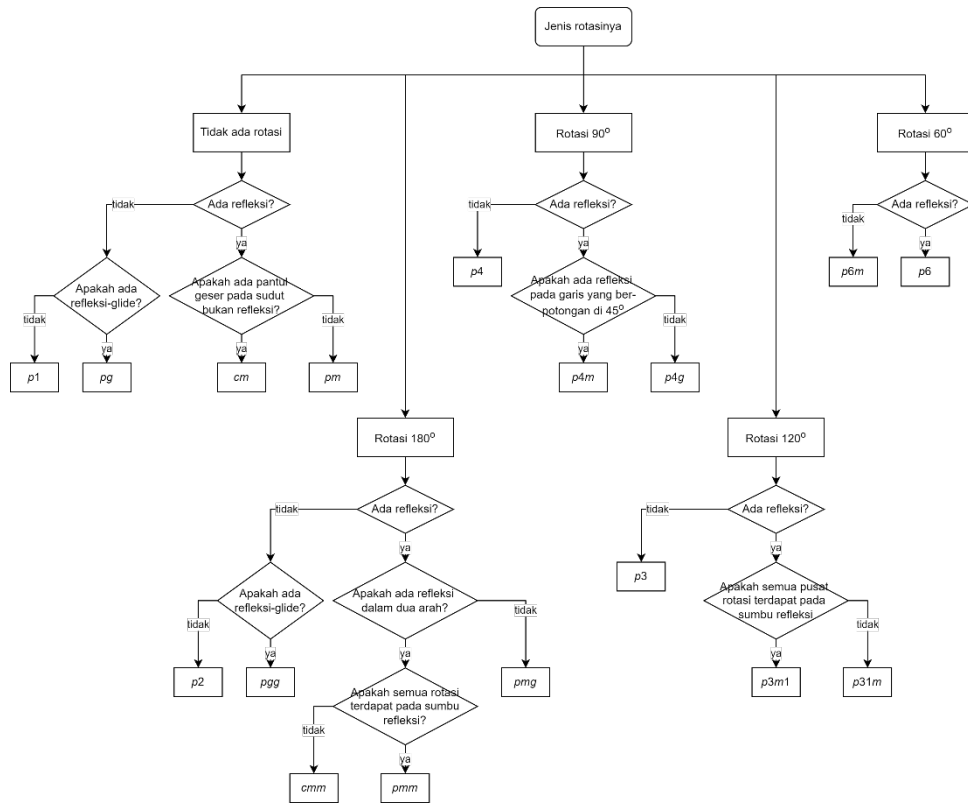 Jenis rotasinya
Tidak ada rotasi
Rotasi 90°
Rotasi 60°
Ada refleksi?
tidak
ya
Ada refleksi?
tidak
ya
Ada refleksi?
tidak
ya
Apakah ada
refleksi-glide?
tidak
ya
Apakah ada pantul
geser pada sudut
bukan refleksi?
tidak
ya
p4
Apakah ada refleksi
pada garis yang ber-
potongan di 45°
tidak
ya
p6m
p6
p1
pg
cm
pm
p4m
p4g
Rotasi 180°
Rotasi 120°
Ada refleksi?
tidak
ya
Ada refleksi?
tidak
ya
Apakah ada
refleksi-glide?
tidak
ya
Apakah ada refleksi
dalam dua arah?
tidak
ya
p3
Apakah semua pusat
rotasi terdapat pada
sumbu refleksi
tidak
ya
p2
pgg
Apakah semua rotasi
terdapat pada sumbu
refleksi?
tidak
ya
pmg
p3m1
p31m
cmm
pmm